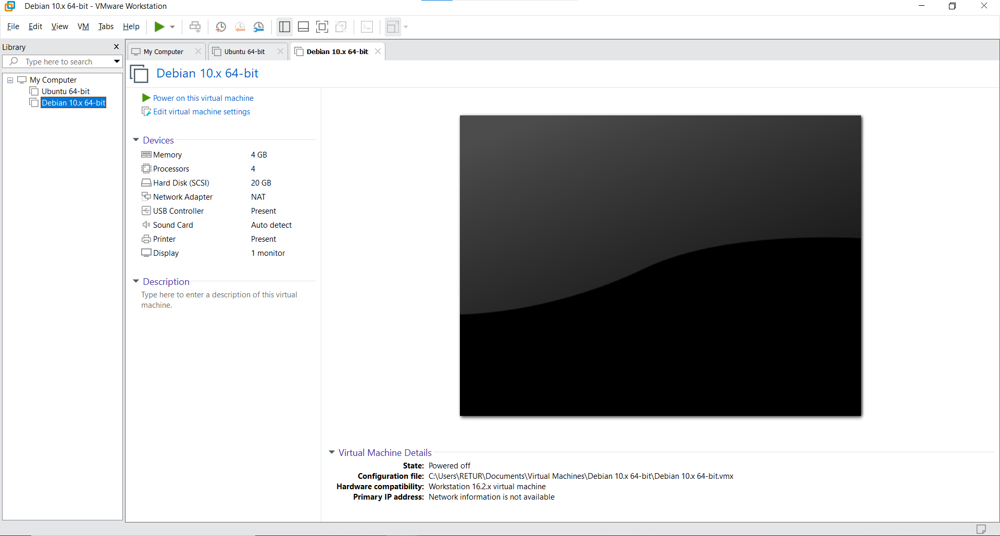 Debian 10.x 64-bit - VMware Workstation
File Edit View VM Tabs Help
Library
Type here to search
My Computer
Ubuntu 64-bit
Debian 10.x 64-bit
My Computer Ubuntu 64-bit Debian 10.x 64-bit
Debian 10.x 64-bit
Power on this virtual machine
Edit virtual machine settings
Devices
Memory 4 GB
Processors 4
Hard Disk (SCSI) 20 GB
Network Adapter NAT
USB Controller Present
Sound Card Auto detect
Printer Present
Display 1 monitor
Description
Type here to enter a description of this virtual
machine.
Virtual Machine Details
State: Powered off
Configuration file: C:\Users\RETUR\Documents\Virtual Machines\Debian 10.x 64-bit\Debian 10.x 64-bit.vmx
Hardware compatibility: Workstation 16.2.x virtual machine
Primary IP address: Network information is not available